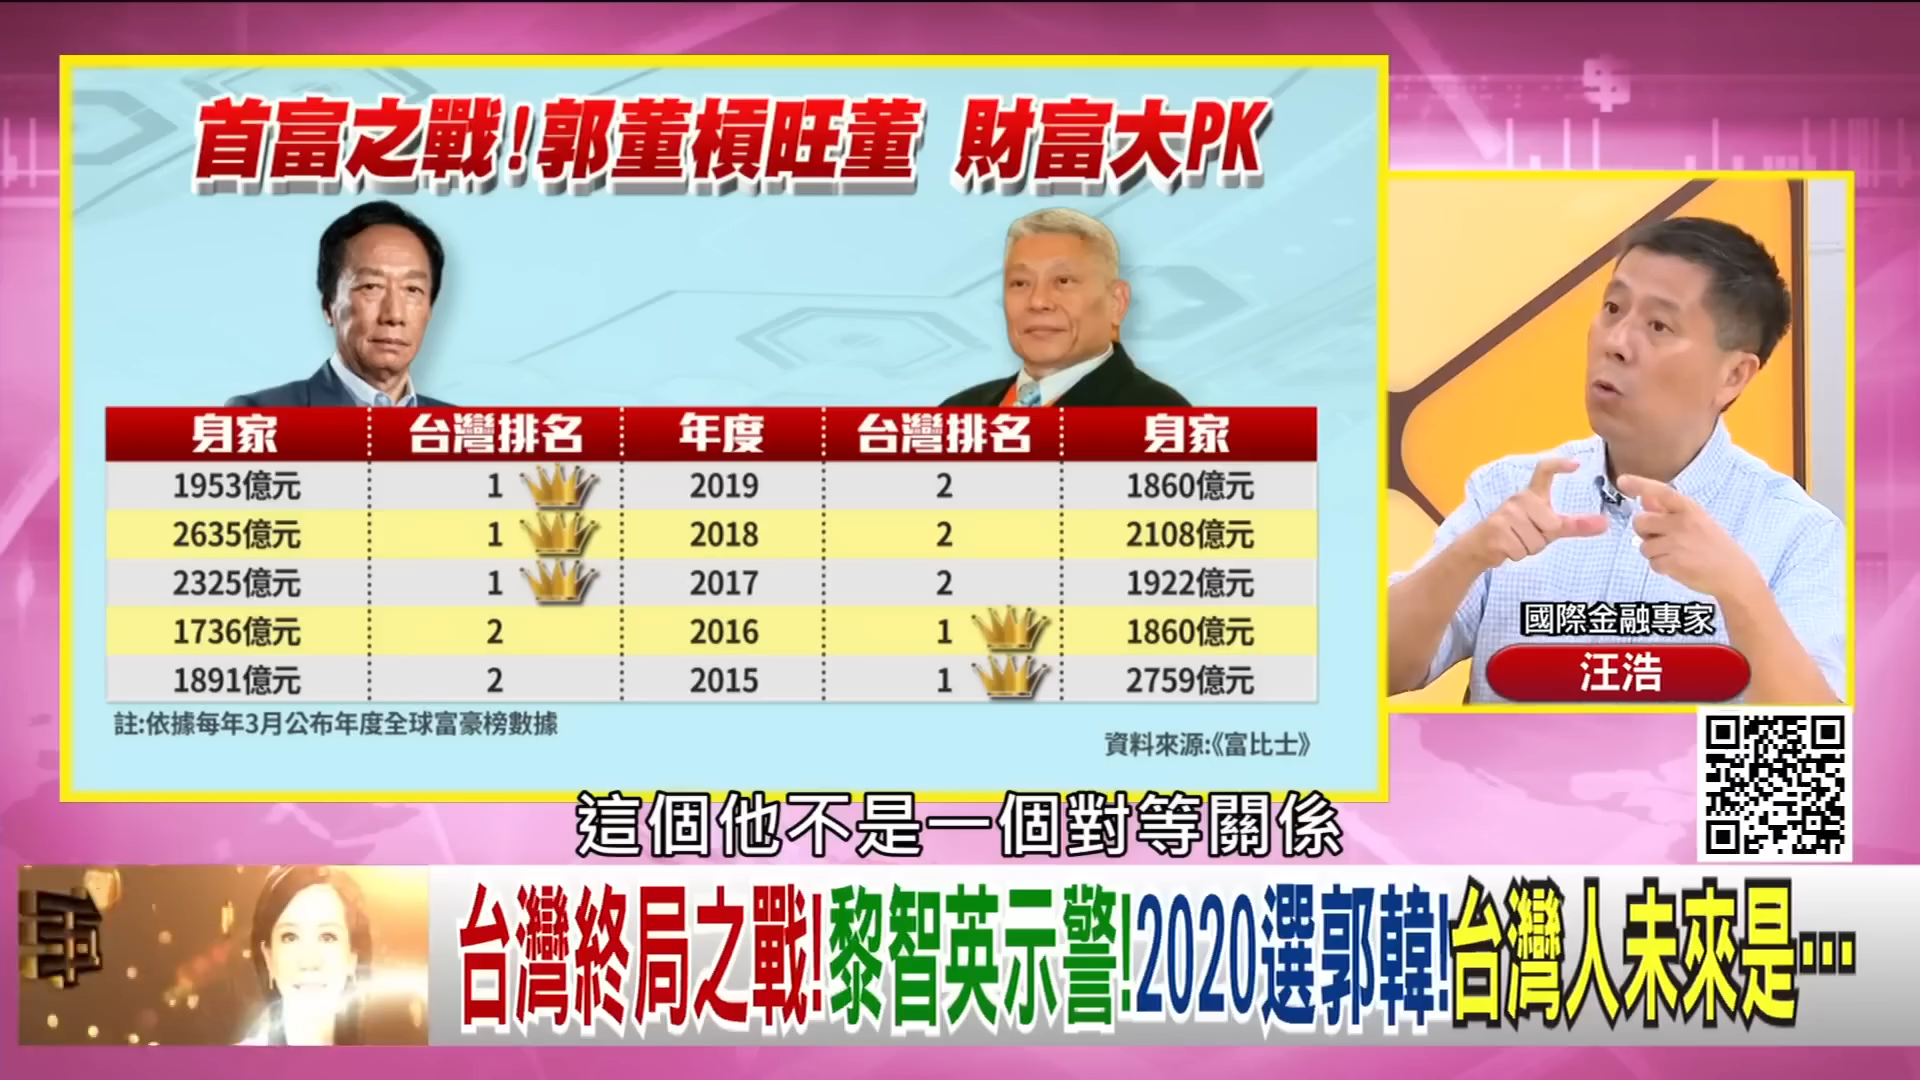 首富之戰!郭董槓旺董 財富大PK
身家 台灣排名 年度 台灣排名 身家
1953億元 1 2019 2 1860億元
2635億元 1 2018 2 2108億元
2325億元 1 2017 2 1922億元
1736億元 2 2016 1 1860億元
1891億元 2 2015 1 2759億元
註:依據每年3月公布年度全球富豪榜數據
資料來源:《富比士》
國際金融專家
汪浩
這個他不是一個對等關係
台灣終局之戰!黎智英示警!2020選郭韓!台灣人未來是…